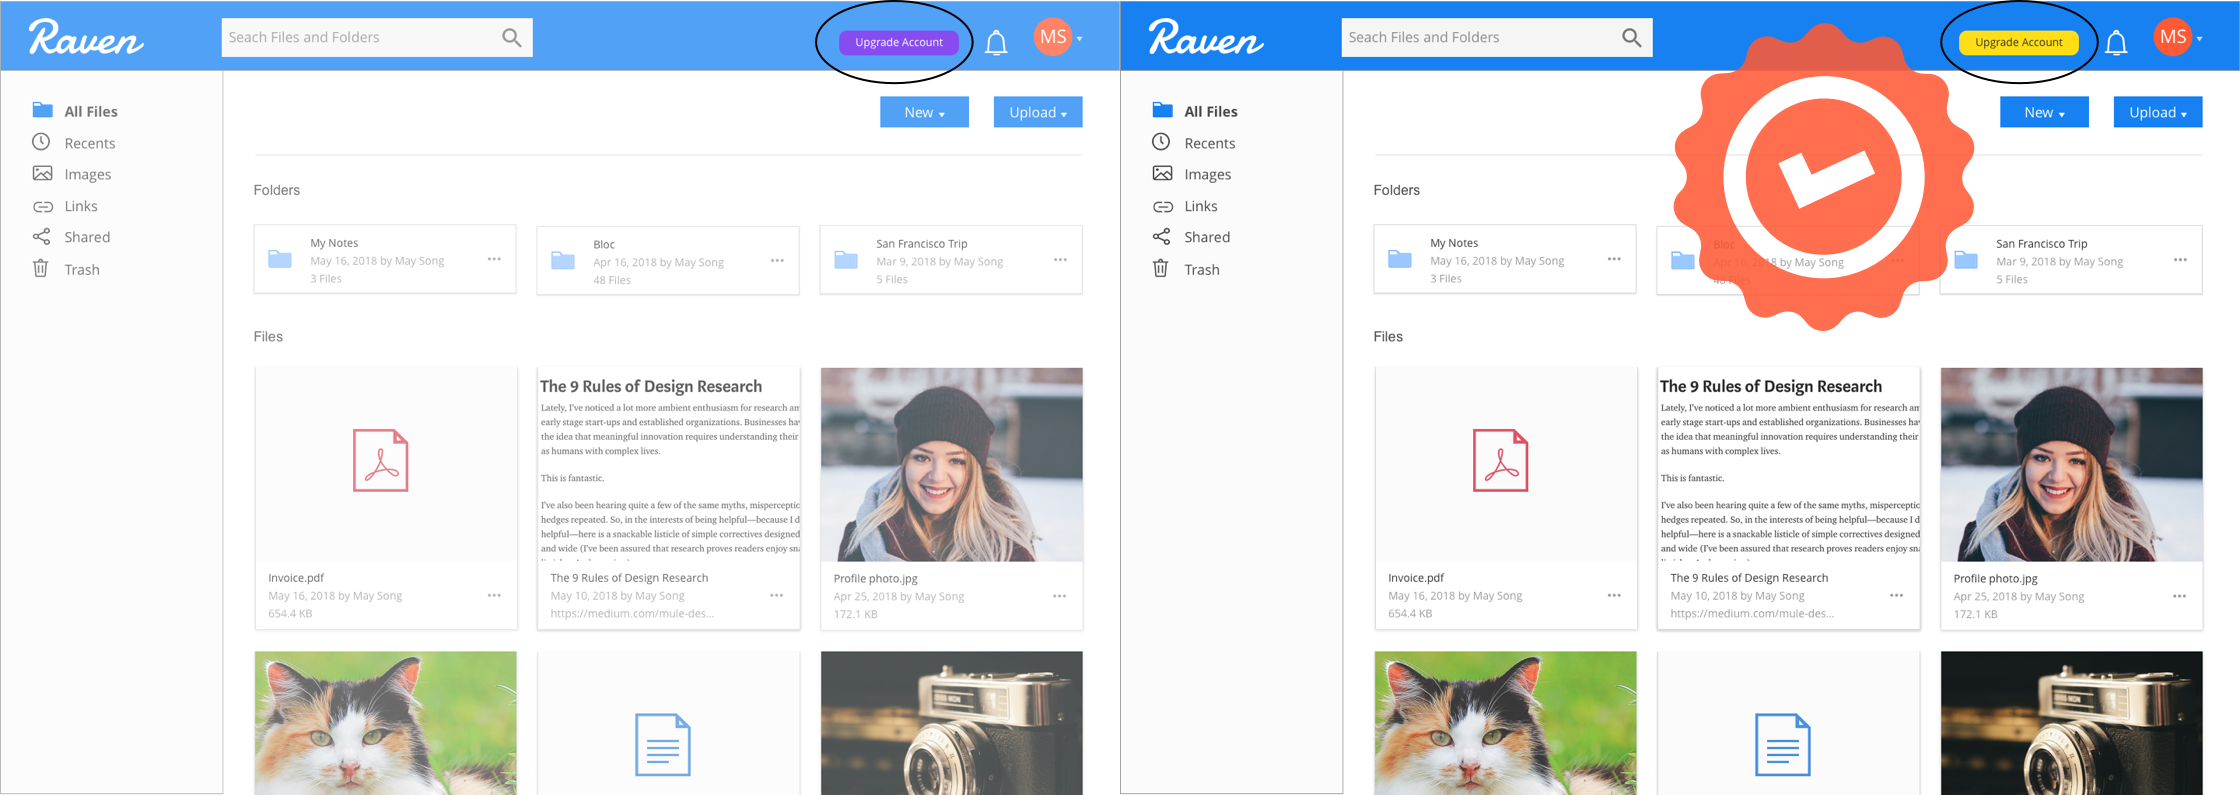 Raven
Seach Files and Folders
Upgrade Account
MS
All Files
Recents
Images
Links
Shared
Trash
New
Upload
Folders
My Notes
May 16, 2018 by May Song
3 Files
Bloc
Apr 16, 2018 by May Song
48 Files
San Francisco Trip
Mar 9, 2018 by May Song
5 Files
Files
Invoice.pdf
May 16, 2018 by May Song
654.4 KB
The 9 Rules of Design Research
Lately, I've noticed a lot more ambient enthusiasm for research am
early stage start-ups and established organizations. Businesses hav
the idea that meaningful innovation requires understanding their
as humans with complex lives.
This is fantastic.
I've also been hearing quite a few of the same myths, misperceptic
hedges repeated. So, in the interests of being helpful—because I d
helpful—here is a snackable listicle of simple correctives designed
and wide (I've been assured that research proves readers enjoy sna
The 9 Rules of Design Research
May 10, 2018 by May Song
https://medium.com/mule-des...
Profile photo.jpg
Apr 25, 2018 by May Song
172.1 KB
Raven
Seach Files and Folders
Upgrade Account
MS
All Files
Recents
Images
Links
Shared
Trash
New
Upload
Folders
My Notes
May 16, 2018 by May Song
3 Files
Bloc
Apr 16, 2018 by May Song
48 Files
San Francisco Trip
Mar 9, 2018 by May Song
5 Files
Files
Invoice.pdf
May 16, 2018 by May Song
654.4 KB
The 9 Rules of Design Research
Lately, I've noticed a lot more ambient enthusiasm for research am
early stage start-ups and established organizations. Businesses hav
the idea that meaningful innovation requires understanding their
as humans with complex lives.
This is fantastic.
I've also been hearing quite a few of the same myths, misperceptic
hedges repeated. So, in the interests of being helpful—because I d
helpful—here is a snackable listicle of simple correctives designed
and wide (I've been assured that research proves readers enjoy sna
The 9 Rules of Design Research
May 10, 2018 by May Song
https://medium.com/mule-des...
Profile photo.jpg
Apr 25, 2018 by May Song
172.1 KB